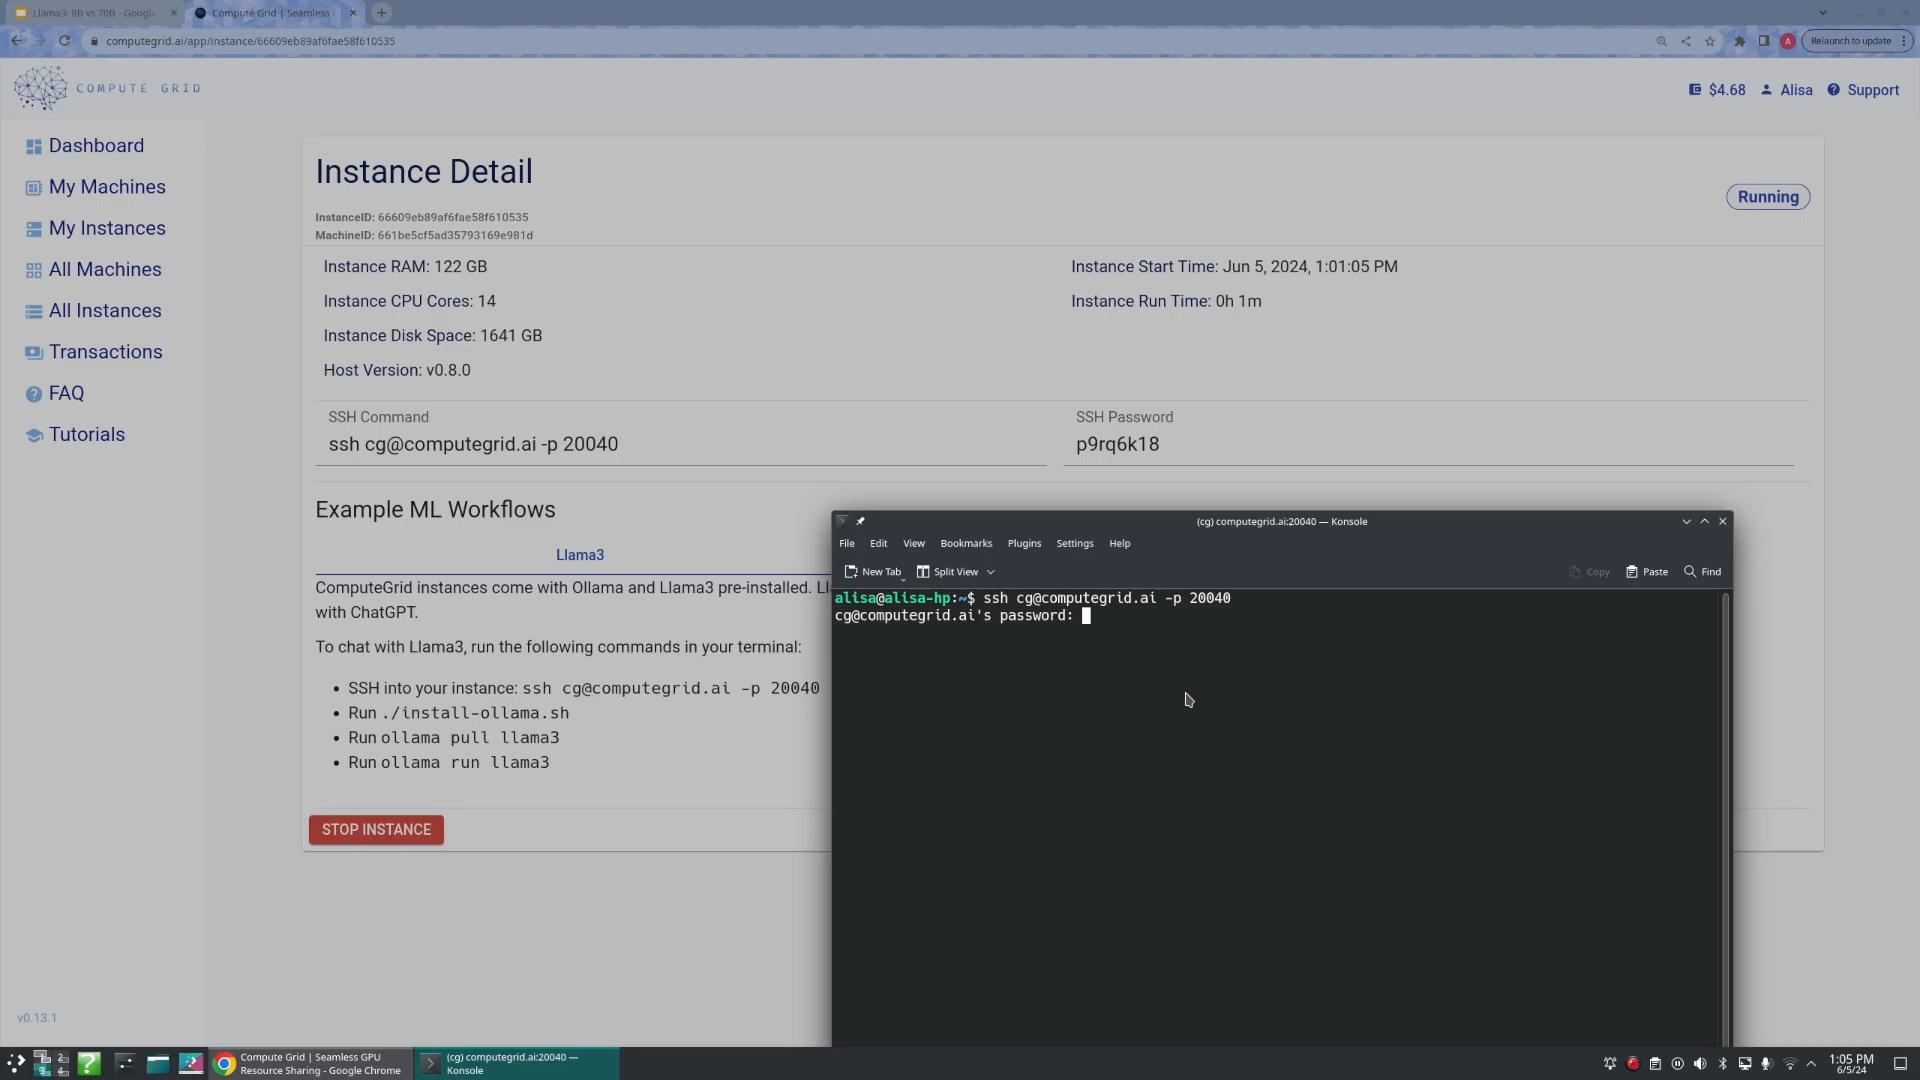 Llama3: 8B vs 70B - Google
Compute Grid | Seamless
computegrid.ai/app/instance/66609eb89af6fae58f610535
A
Relaunch to update
COMPUTE GRID
$4.68
Alisa
Support
Dashboard
My Machines
My Instances
All Machines
All Instances
Transactions
FAQ
Tutorials
v0.13.1
Instance Detail
Running
InstanceID: 66609eb89af6fae58f610535
MachineID: 661be5cf5ad35793169e981d
Instance RAM: 122 GB
Instance Start Time: Jun 5, 2024, 1:01:05 PM
Instance CPU Cores: 14
Instance Run Time: 0h 1m
Instance Disk Space: 1641 GB
Host Version: v0.8.0
SSH Command
SSH Password
ssh cg@computegrid.ai -p 20040
p9rq6k18
Example ML Workflows
Llama3
ComputeGrid instances come with Ollama and Llama3 pre-installed. Ll
with ChatGPT.
To chat with Llama3, run the following commands in your terminal:
• SSH into your instance: ssh cg@computegrid.ai -p 20040
• Run ./install-ollama.sh
• Run ollama pull llama3
• Run ollama run llama3
STOP INSTANCE
(cg) computegrid.ai:20040 — Konsole
File Edit View Bookmarks Plugins Settings Help
New Tab Split View Copy Paste Find
alisa@alisa-hp:~$ ssh cg@computegrid.ai -p 20040
cg@computegrid.ai's password:
1 2
3 4
Compute Grid | Seamless GPU
Resource Sharing - Google Chrome
(cg) computegrid.ai:20040 —
Konsole
1:05 PM
6/5/24